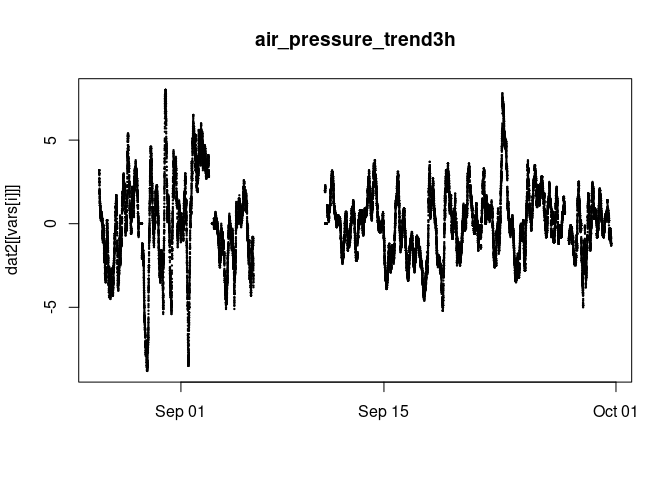 air_pressure_trend3h
dat2[[vars[i]]]
5
0
-5
Sep 01
Sep 15
Oct 01